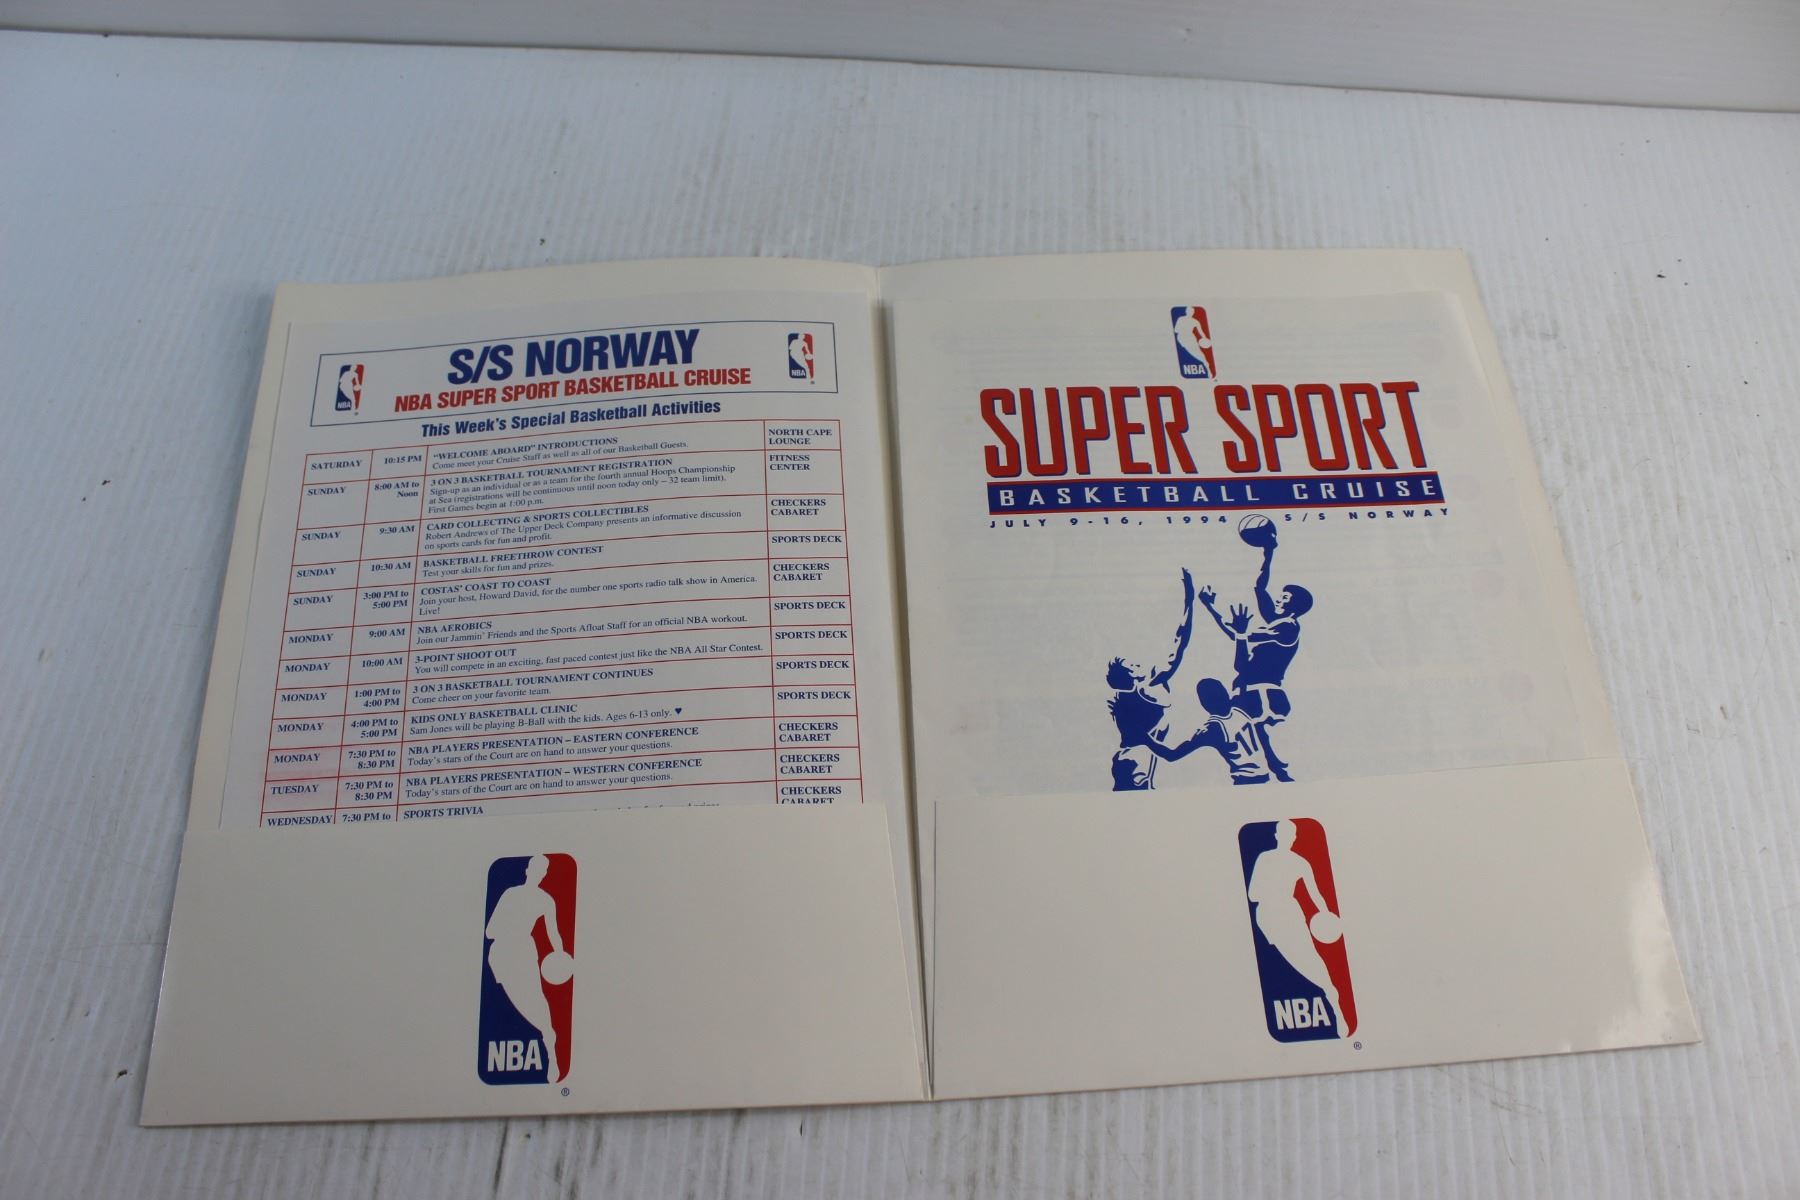 S/S NORWAY
NBA SUPER SPORT BASKETBALL CRUISE
NBA
NBA
This Week's Special Basketball Activities
SATURDAY 10:15 PM "WELCOME ABOARD" INTRODUCTIONS NORTH CAPE
Come meet your Cruise Staff as well as all of our Basketball Guests. LOUNGE
SUNDAY 8:00 AM to 3 ON 3 BASKETBALL TOURNAMENT REGISTRATION FITNESS
Noon Sign-up as an individual or as a team for the fourth annual Hoops Championship CENTER
at Sea (registrations will be continuous until noon today only – 32 team limit).
First Games begin at 1:00 p.m.
SUNDAY 9:30 AM CARD COLLECTING & SPORTS COLLECTIBLES CHECKERS
Robert Andrews of The Upper Deck Company presents an informative discussion CABARET
on sports cards for fun and profit.
SUNDAY 10:30 AM BASKETBALL FREETHROW CONTEST SPORTS DECK
Test your skills for fun and prizes.
SUNDAY 3:00 PM to COSTAS' COAST TO COAST CHECKERS
5:00 PM Join your host, Howard David, for the number one sports radio talk show in America. CABARET
Live!
MONDAY 9:00 AM NBA AEROBICS SPORTS DECK
Join our Jammin' Friends and the Sports Afloat Staff for an official NBA workout.
MONDAY 10:00 AM 3-POINT SHOOT OUT SPORTS DECK
You will compete in an exciting, fast paced contest just like the NBA All Star Contest.
MONDAY 1:00 PM to 3 ON 3 BASKETBALL TOURNAMENT CONTINUES SPORTS DECK
4:00 PM Come cheer on your favorite team.
MONDAY 4:00 PM to KIDS ONLY BASKETBALL CLINIC SPORTS DECK
5:00 PM Sam Jones will be playing B-Ball with the kids. Ages 6-13 only. ♥
MONDAY 7:30 PM to NBA PLAYERS PRESENTATION – EASTERN CONFERENCE CHECKERS
8:30 PM Today's stars of the Court are on hand to answer your questions. CABARET
TUESDAY 7:30 PM to NBA PLAYERS PRESENTATION – WESTERN CONFERENCE CHECKERS
8:30 PM Today's stars of the Court are on hand to answer your questions. CABARET
WEDNESDAY 7:30 PM to SPORTS TRIVIA CHECKERS
CABARET
NBA
®
NBA
SUPER SPORT
BASKETBALL CRUISE
JULY 9-16, 1994 S/S NORWAY
NBA
®